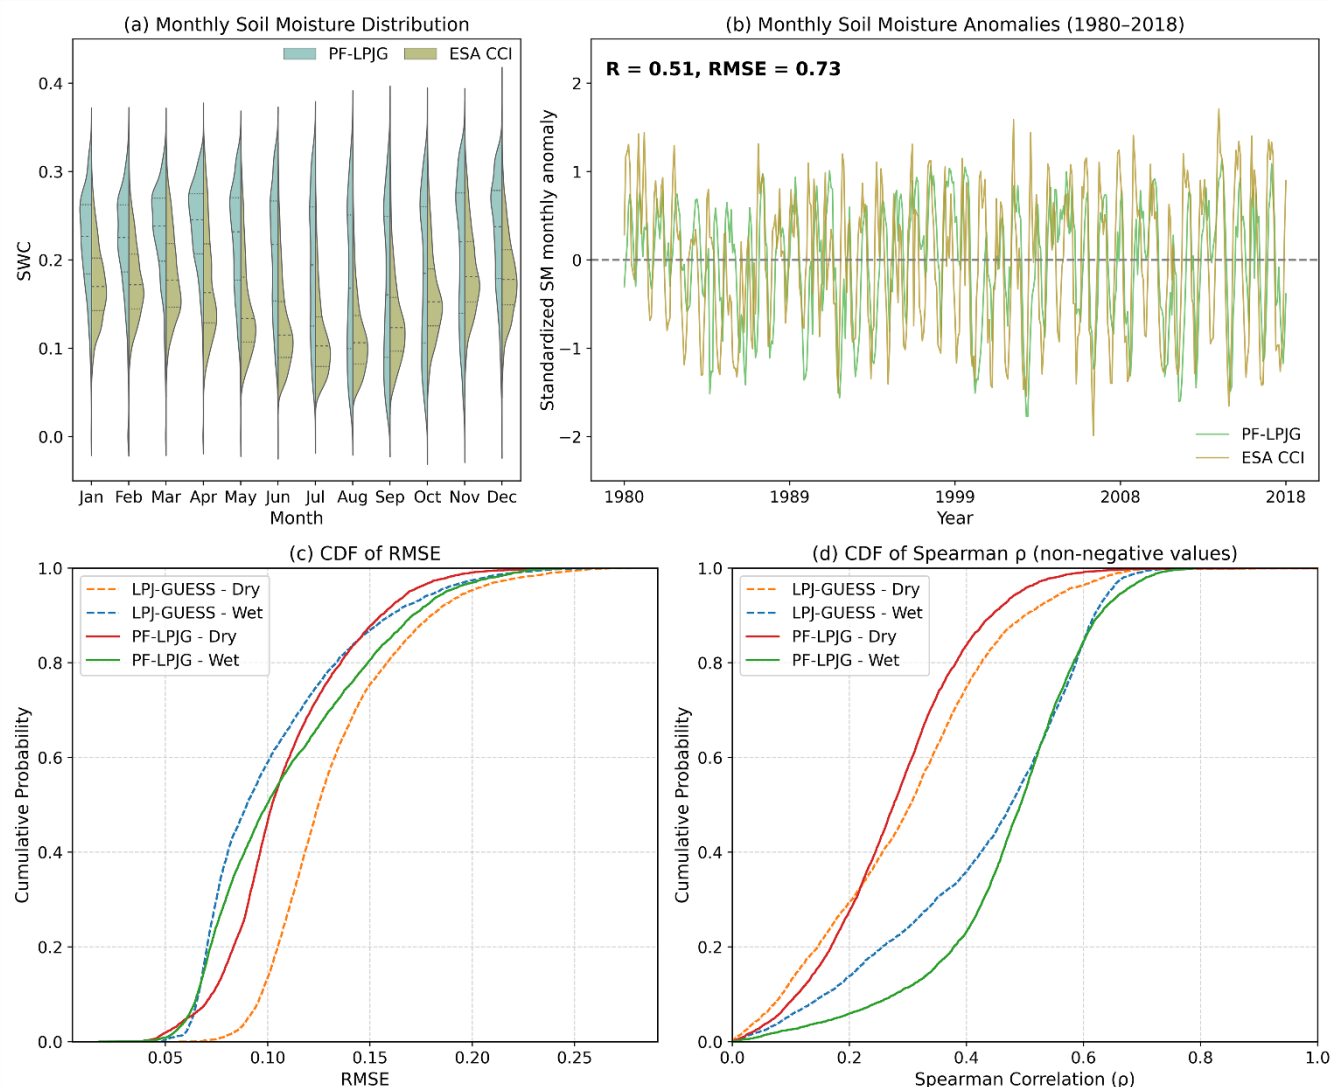 (a) Monthly Soil Moisture Distribution
PF-LPJG
ESA CCI
SWC
0.4
0.3
0.2
0.1
0.0
Jan Feb Mar Apr May Jun Jul Aug Sep Oct Nov Dec
Month
(b) Monthly Soil Moisture Anomalies (1980–2018)
R = 0.51, RMSE = 0.73
Standardized SM monthly anomaly
2
1
0
−1
−2
PF-LPJG
ESA CCI
1980 1989 1999 2008 2018
Year
(c) CDF of RMSE
LPJ-GUESS - Dry
LPJ-GUESS - Wet
PF-LPJG - Dry
PF-LPJG - Wet
Cumulative Probability
1.0
0.8
0.6
0.4
0.2
0.0
0.05 0.10 0.15 0.20 0.25
RMSE
(d) CDF of Spearman ρ (non-negative values)
LPJ-GUESS - Dry
LPJ-GUESS - Wet
PF-LPJG - Dry
PF-LPJG - Wet
Cumulative Probability
1.0
0.8
0.6
0.4
0.2
0.0
0.0 0.2 0.4 0.6 0.8 1.0
Spearman Correlation (ρ)